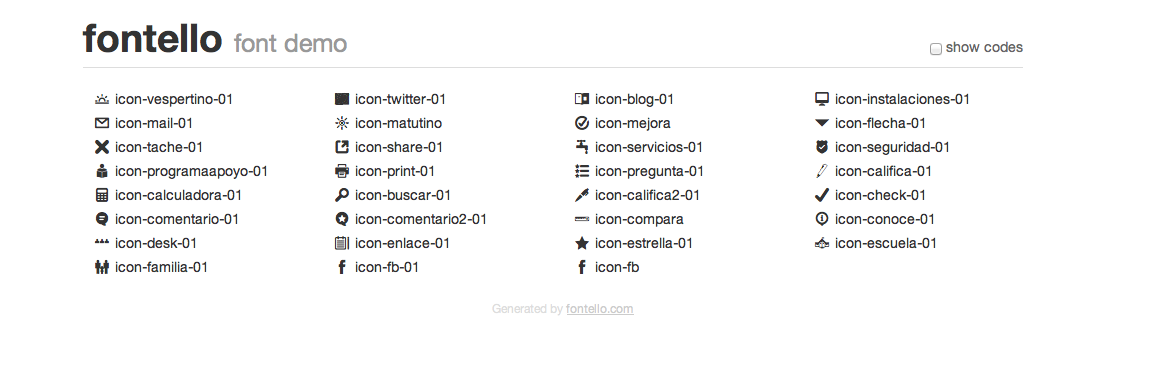 fontello font demo
show codes
icon-vespertino-01 icon-twitter-01 icon-blog-01 icon-instalaciones-01
icon-mail-01 icon-matutino icon-mejora icon-flecha-01
icon-tache-01 icon-share-01 icon-servicios-01 icon-seguridad-01
icon-programaapoyo-01 icon-print-01 icon-pregunta-01 icon-califica-01
icon-calculadora-01 icon-buscar-01 icon-califica2-01 icon-check-01
icon-comentario-01 icon-comentario2-01 icon-compara icon-conoce-01
icon-desk-01 icon-enlace-01 icon-estrella-01 icon-escuela-01
icon-familia-01 icon-fb-01 icon-fb
Generated by fontello.com